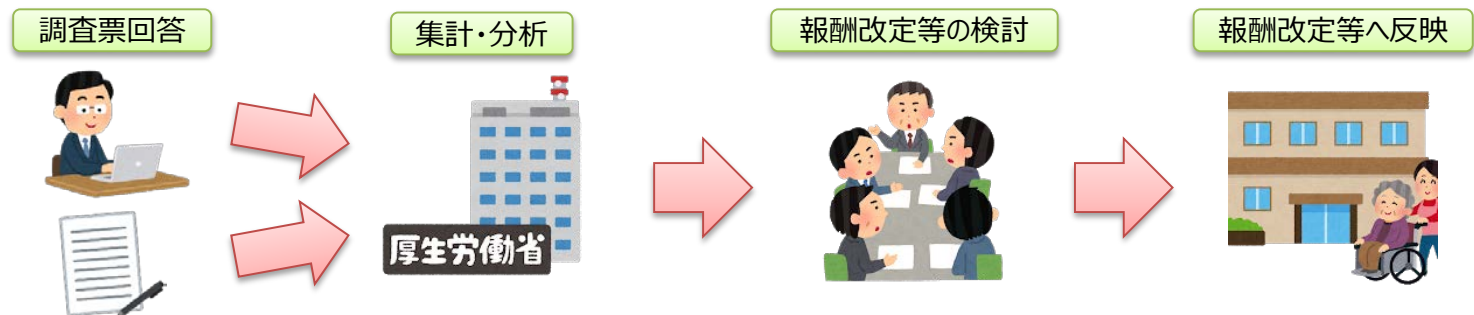 調査票回答
集計・分析
報酬改定等の検討
報酬改定等へ反映
厚生労働省